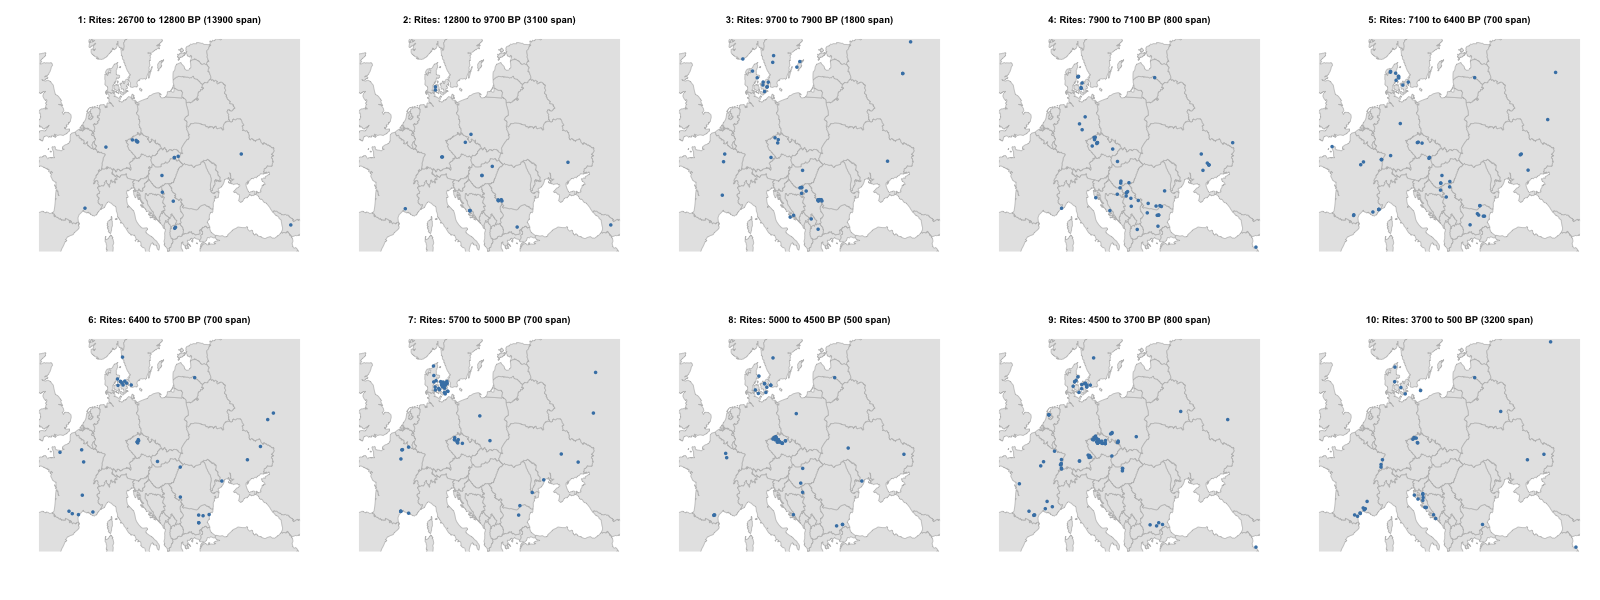 1: Rites: 26700 to 12800 BP (13900 span)
2: Rites: 12800 to 9700 BP (3100 span)
3: Rites: 9700 to 7900 BP (1800 span)
4: Rites: 7900 to 7100 BP (800 span)
5: Rites: 7100 to 6400 BP (700 span)
6: Rites: 6400 to 5700 BP (700 span)
7: Rites: 5700 to 5000 BP (700 span)
8: Rites: 5000 to 4500 BP (500 span)
9: Rites: 4500 to 3700 BP (800 span)
10: Rites: 3700 to 500 BP (3200 span)